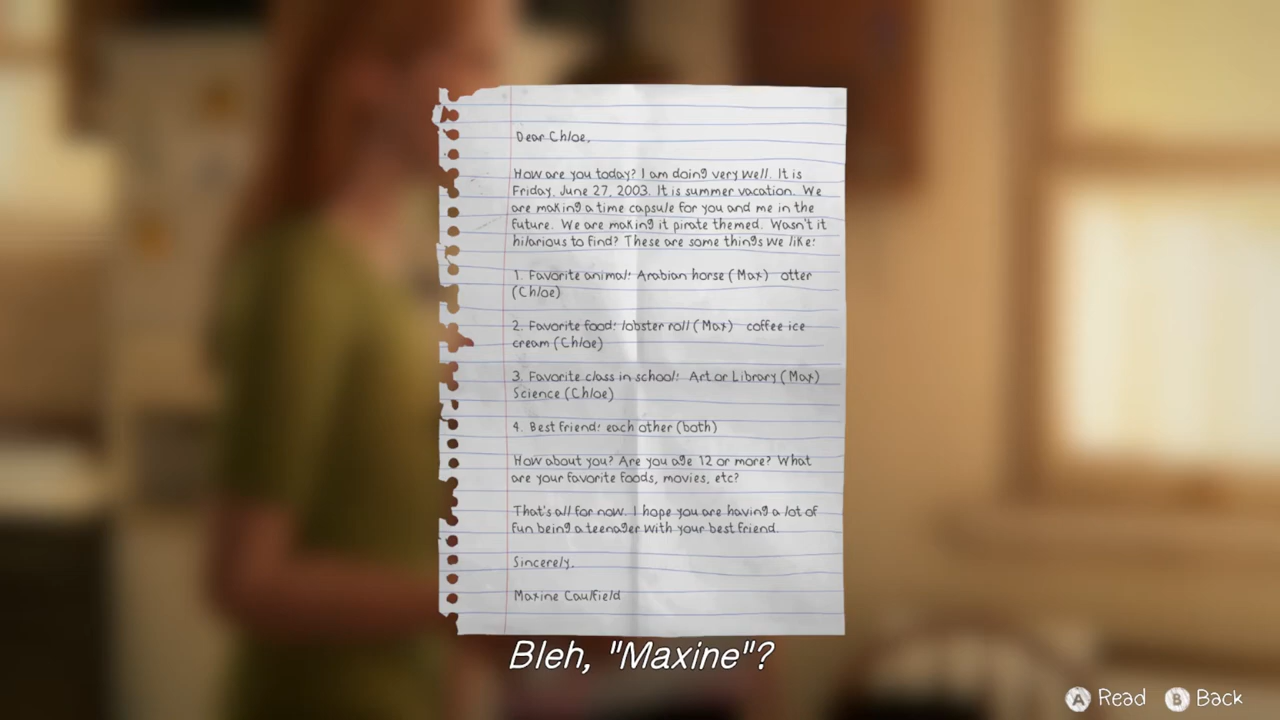 Dear Chloe,
How are you today? I am doing very well. It is
Friday, June 27, 2003. It is summer vacation. We
are making a time capsule for you and me in the
future. We are making it pirate themed. Wasn't it
hilarious to find? These are some things we like:
1. Favorite animal: Arabian horse (Max) otter
(Chloe)
2. Favorite food: lobster roll (Max) coffee ice
cream (Chloe)
3. Favorite class in school: Art or Library (Max)
Science (Chloe)
4. Best friend: each other (both)
How about you? Are you age 12 or more? What
are your favorite foods, movies, etc?
That's all for now. I hope you are having a lot of
fun being a teenager with your best friend.
Sincerely,
Maxine Caulfield
Bleh, "Maxine"?
A Read B Back